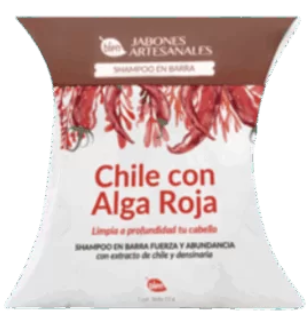 JABONES
ARTESANALES
SHAMPOO EN BARRA
Chile con
Alga Roja
Limpia a profundidad tu cabello
SHAMPOO EN BARRA FUERZA Y ABUNDANCIA
con extracto de chile y